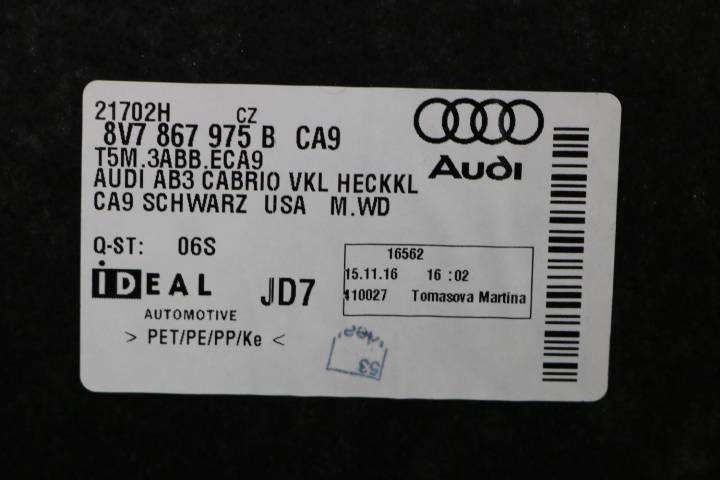 21702H CZ
8V7 867 975 B CA9
T5M.3ABB.ECA9
AUDI AB3 CABRIO VKL HECKKL
CA9 SCHWARZ USA M.WD
Audi
Q-ST: 06S
iDEAL
AUTOMOTIVE
JD7
> PET/PE/PP/Ke <
16562
15.11.16 16:02
110027 Tomasova Martina
53